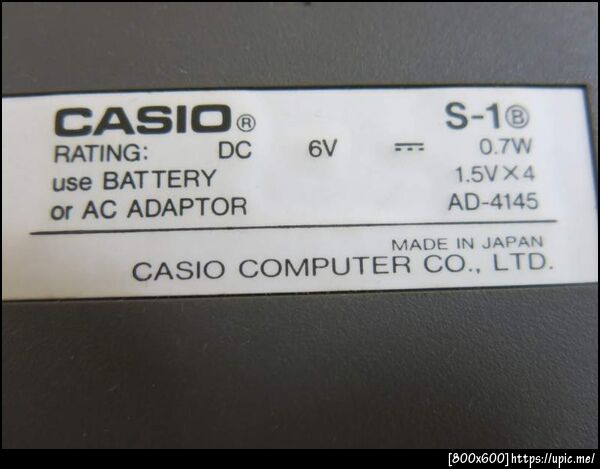 CASIO® S-1Ⓑ
RATING: DC 6V ⎓ 0.7W
use BATTERY 1.5V×4
or AC ADAPTOR AD-4145
MADE IN JAPAN
CASIO COMPUTER CO., LTD.
[800x600]https://upic.me/